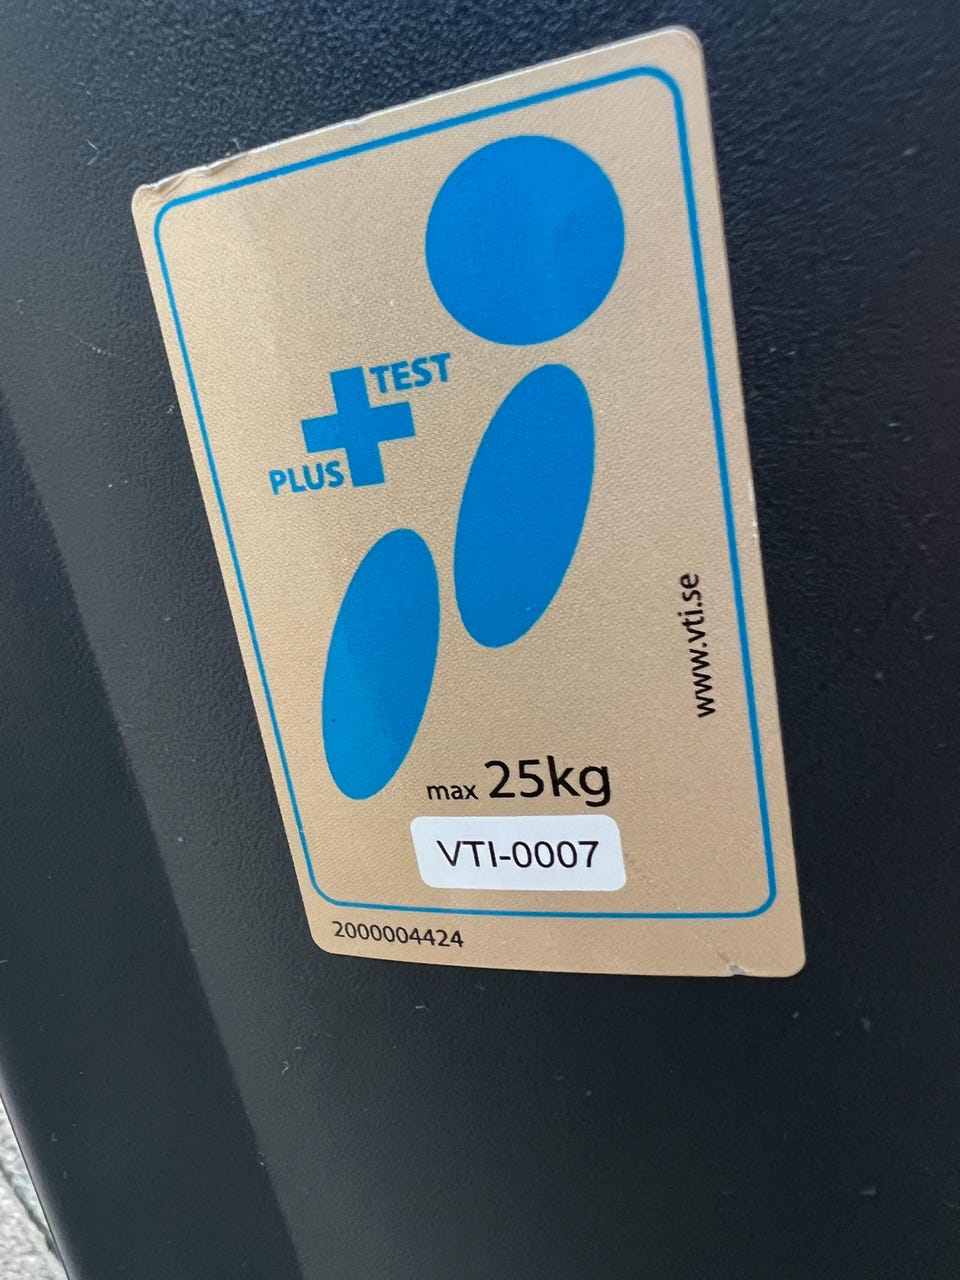 TEST
PLUS
www.vti.se
max 25kg
VTI-0007
2000004424